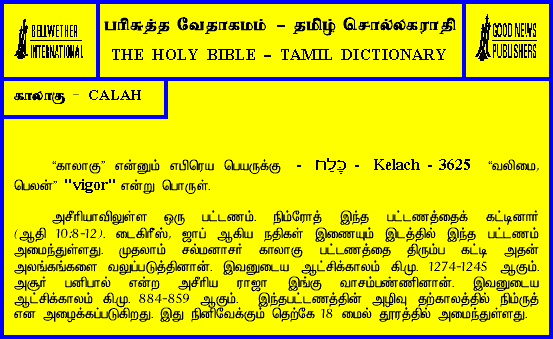 BELLWETHER
INTERNATIONAL
பரிசுத்த வேதாகமம் - தமிழ் சொல்லகராதி
THE HOLY BIBLE - TAMIL DICTIONARY
GOOD NEWS
PUBLISHERS
காலாகு - CALAH
“காலாகு” என்னும் எபிரெய பெயருக்கு - כֶּלַח - Kelach - 3625 “வலிமை,
பெலன்” "vigor" என்று பொருள்.
அசீரியாவிலுள்ள ஒரு பட்டணம். நிம்ரோத் இந்த பட்டணத்தைக் கட்டினார்
(ஆதி 10:8-12). டைகிரீஸ், ஜாப் ஆகிய நதிகள் இணையும் இடத்தில் இந்த பட்டணம்
அமைந்துள்ளது. முதலாம் சல்மனாசர் காலாகு பட்டணத்தை திரும்ப கட்டி அதன்
அலங்கங்களை வலுப்படுத்தினான். இவனுடைய ஆட்சிக்காலம் கி.மு. 1274-1245 ஆகும்.
அசூர் பனிபால் என்ற அசீரிய ராஜா இங்கு வாசம்பண்ணினான். இவனுடைய
ஆட்சிக்காலம் கி.மு. 884-859 ஆகும். இந்தபட்டணத்தின் அழிவு தற்காலத்தில் நிம்ருத்
என அழைக்கப்படுகிறது. இது நினிவேக்கும் தெற்கே 18 மைல் தூரத்தில் அமைந்துள்ளது.